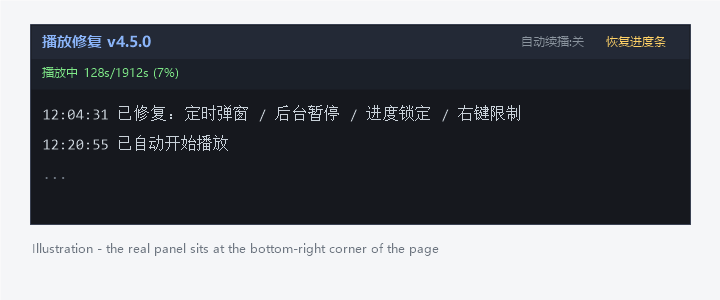 播放修复 v4.5.0
自动续播:关
恢复进度条
播放中 128s/1912s (7%)
12:04:31 已修复：定时弹窗 / 后台暂停 / 进度锁定 / 右键限制
12:20:55 已自动开始播放
...
Illustration - the real panel sits at the bottom-right corner of the page